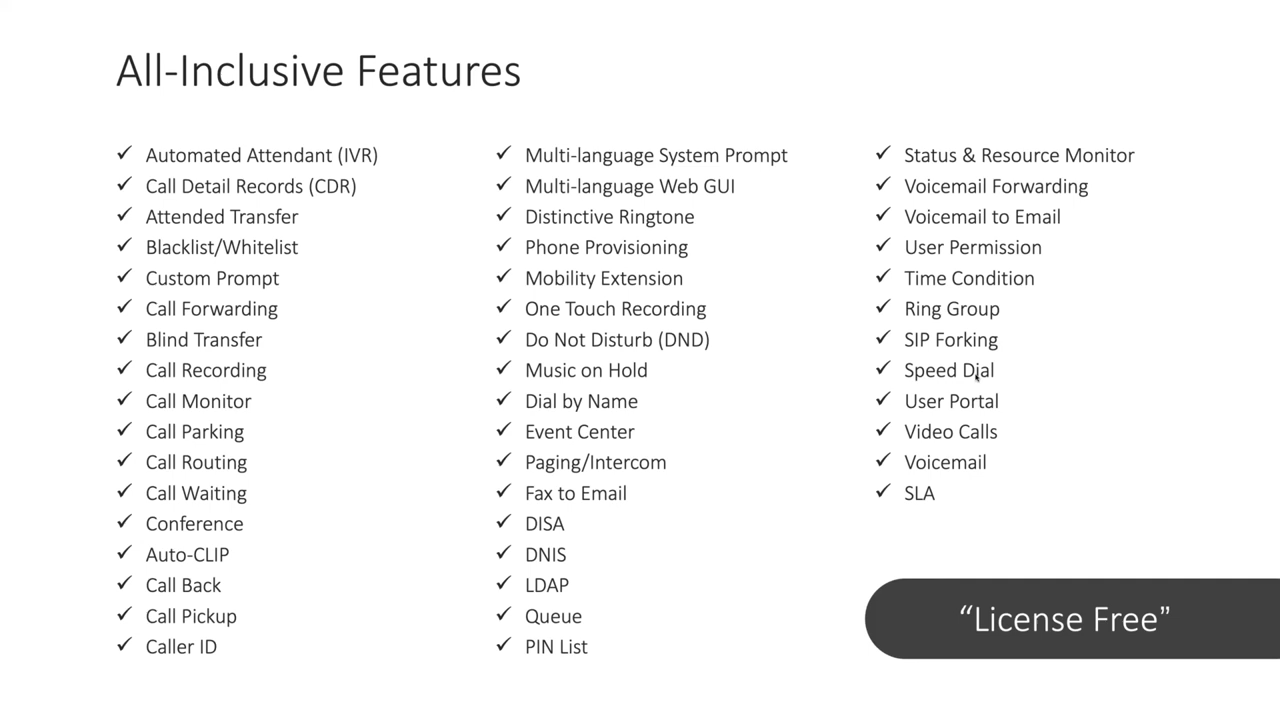 All-Inclusive Features
Automated Attendant (IVR)
Call Detail Records (CDR)
Attended Transfer
Blacklist/Whitelist
Custom Prompt
Call Forwarding
Blind Transfer
Call Recording
Call Monitor
Call Parking
Call Routing
Call Waiting
Conference
Auto-CLIP
Call Back
Call Pickup
Caller ID
Multi-language System Prompt
Multi-language Web GUI
Distinctive Ringtone
Phone Provisioning
Mobility Extension
One Touch Recording
Do Not Disturb (DND)
Music on Hold
Dial by Name
Event Center
Paging/Intercom
Fax to Email
DISA
DNIS
LDAP
Queue
PIN List
Status & Resource Monitor
Voicemail Forwarding
Voicemail to Email
User Permission
Time Condition
Ring Group
SIP Forking
Speed Dial
User Portal
Video Calls
Voicemail
SLA
“License Free”